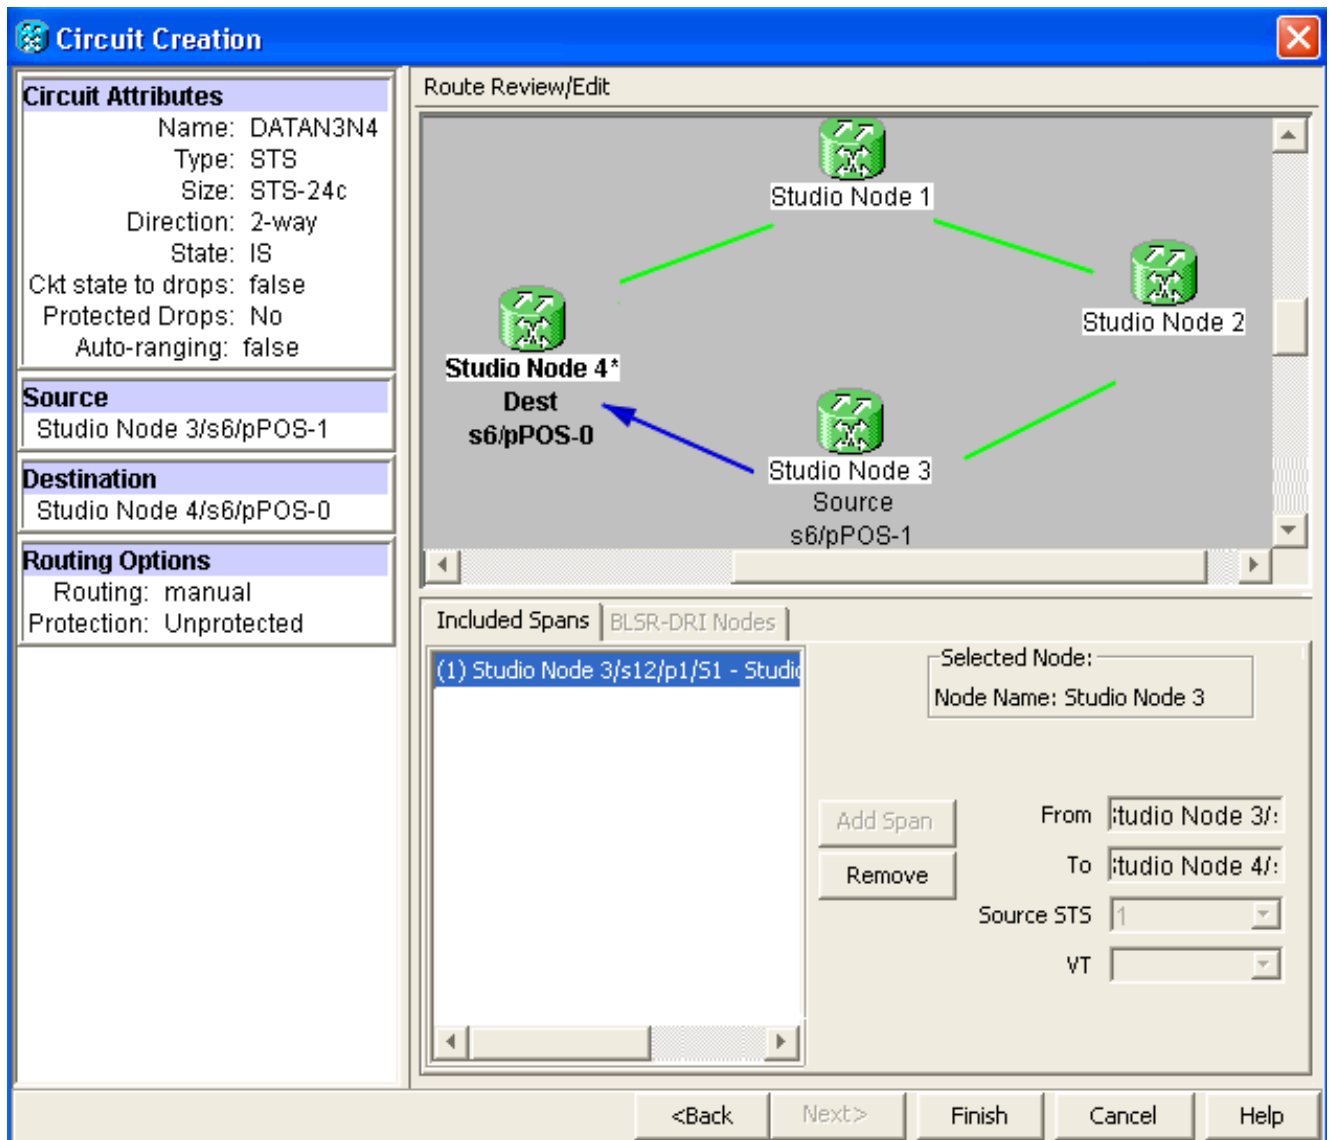 Circuit Creation
Circuit Attributes
Name: DATAN3N4
Type: STS
Size: STS-24c
Direction: 2-way
State: IS
Ckt state to drops: false
Protected Drops: No
Auto-ranging: false
Source
Studio Node 3/s6/pPOS-1
Destination
Studio Node 4/s6/pPOS-0
Routing Options
Routing: manual
Protection: Unprotected
Route Review/Edit
Studio Node 1
Studio Node 2
Studio Node 4*
Dest
s6/pPOS-0
Studio Node 3
Source
s6/pPOS-1
Included Spans
BLSR-DRI Nodes
(1) Studio Node 3/s12/p1/S1 - Studio
Selected Node:
Node Name: Studio Node 3
Add Span
Remove
From tudio Node 3/
To tudio Node 4/
Source STS 1
VT
<Back
Next>
Finish
Cancel
Help